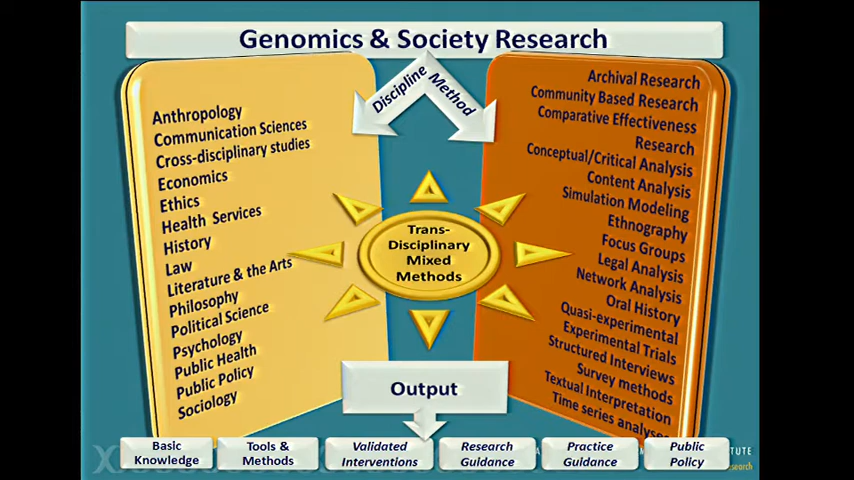 Genomics & Society Research
Discipline
Method
Anthropology
Communication Sciences
Cross-disciplinary studies
Economics
Ethics
Health Services
History
Law
Literature & the Arts
Philosophy
Political Science
Psychology
Public Health
Public Policy
Sociology
Trans-
Disciplinary
Mixed
Methods
Archival Research
Community Based Research
Comparative Effectiveness
Research
Conceptual/Critical Analysis
Content Analysis
Simulation Modeling
Ethnography
Focus Groups
Legal Analysis
Network Analysis
Oral History
Quasi-experimental
Experimental Trials
Structured Interviews
Survey methods
Textual Interpretation
Time series analyses
Output
Basic
Knowledge
Tools &
Methods
Validated
Interventions
Research
Guidance
Practice
Guidance
Public
Policy